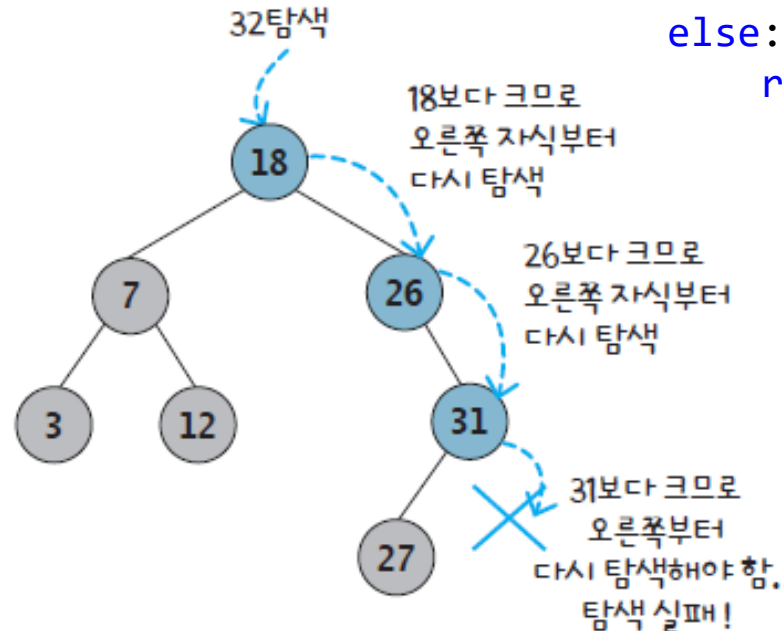 32탐색
else:
r
18보다 크므로
오른쪽 자식부터
다시 탐색
18
26보다 크므로
오른쪽 자식부터
다시 탐색
7
26
3
12
31
31보다 크므로
오른쪽부터
다시 탐색해야 함.
탐색 실패!
27